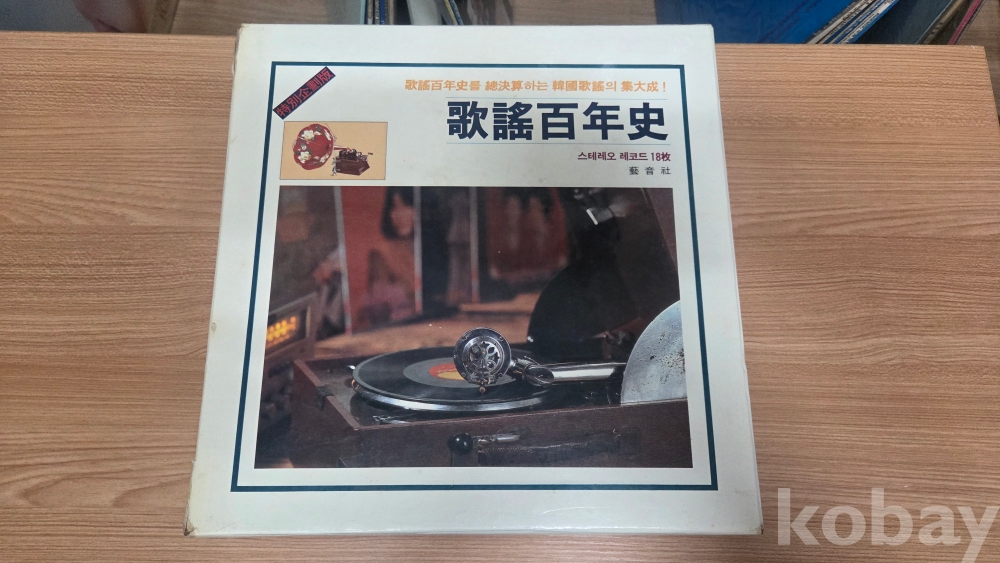 特別企劃版
歌謠百年史를 總決算하는 韓國歌謠의 集大成!
歌謠百年史
스테레오 레코드 18枚
藝音社
kobay